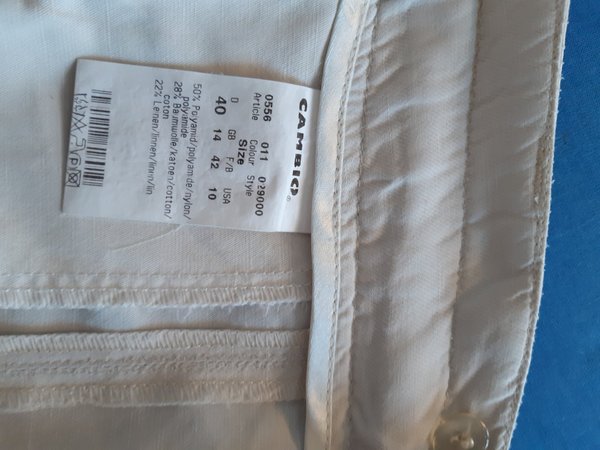 CAMBIO®
0556 011 029000
Article Colour Style
Size
D GB F/B USA
40 14 42 10
50% Polyamid/polyamide/nylon/
polyamide
28% Baumwolle/katoen/cotton/
coton
22% Leinen/linnen/linen/lin
P